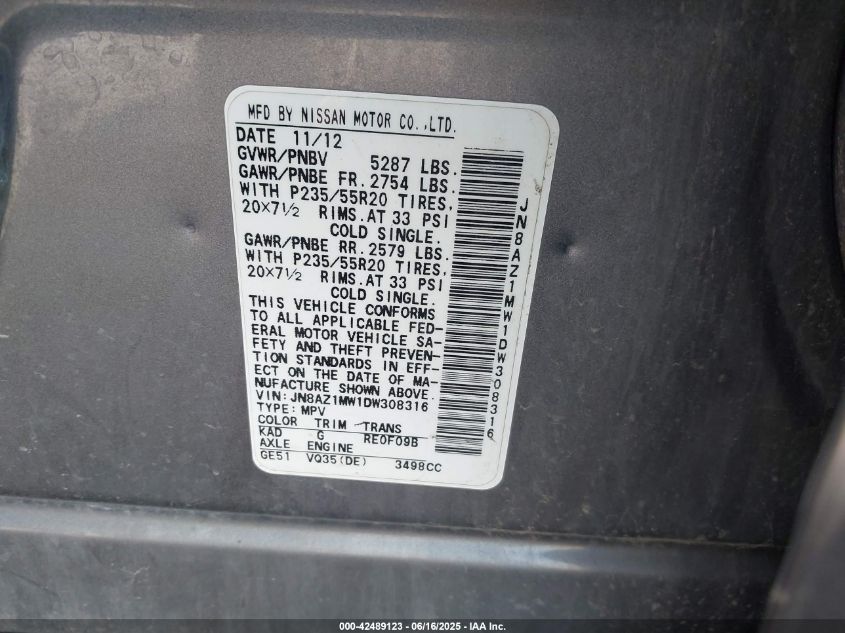 MFD BY NISSAN MOTOR CO.,LTD.
DATE 11/12
GVWR/PNBV 5287 LBS.
GAWR/PNBE FR. 2754 LBS.
WITH P235/55R20 TIRES,
20×7½ RIMS. AT 33 PSI
COLD SINGLE.
GAWR/PNBE RR. 2579 LBS.
WITH P235/55R20 TIRES,
20×7½ RIMS. AT 33 PSI
COLD SINGLE.
THIS VEHICLE CONFORMS
TO ALL APPLICABLE FED-
ERAL MOTOR VEHICLE SA-
FETY AND THEFT PREVEN-
TION STANDARDS IN EFF-
ECT ON THE DATE OF MA-
NUFACTURE SHOWN ABOVE.
VIN: JN8AZ1MW1DW308316
TYPE: MPV
COLOR TRIM TRANS
KAD G RE0F09B
AXLE ENGINE
GE51 VQ35(DE) 3498CC
JN8AZ1MW1DW308316
000-42489123 - 06/16/2025 - IAA Inc.